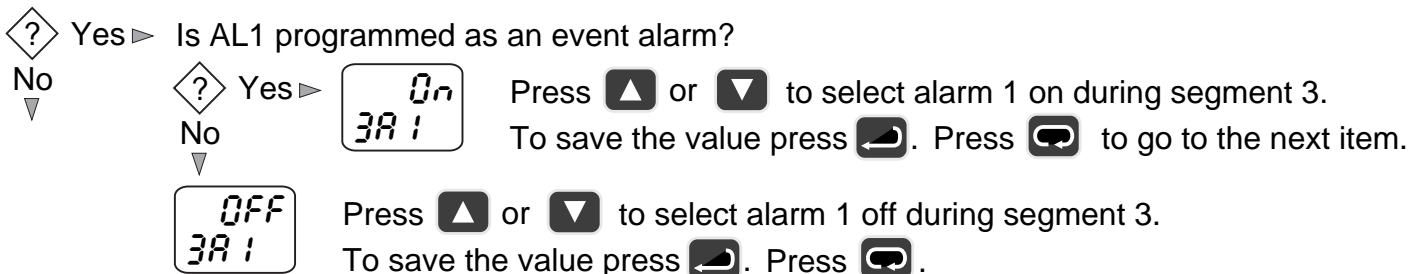 ? Yes Is AL1 programmed as an event alarm?
No
? Yes On Press or to select alarm 1 on during segment 3.
No 3A1 To save the value press . Press to go to the next item.
OFF Press or to select alarm 1 off during segment 3.
3A1 To save the value press . Press .